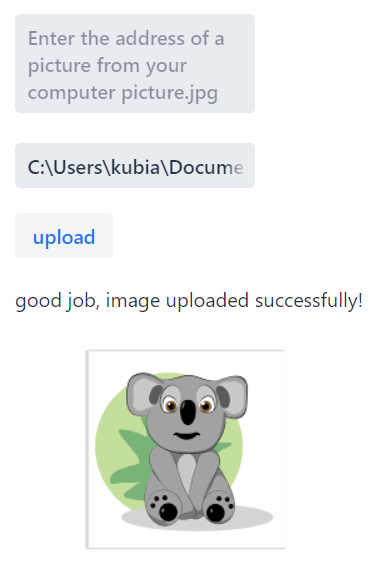 Enter the address of a
picture from your
computer picture.jpg
C:\Users\kubia\Docume
upload
good job, image uploaded successfully!